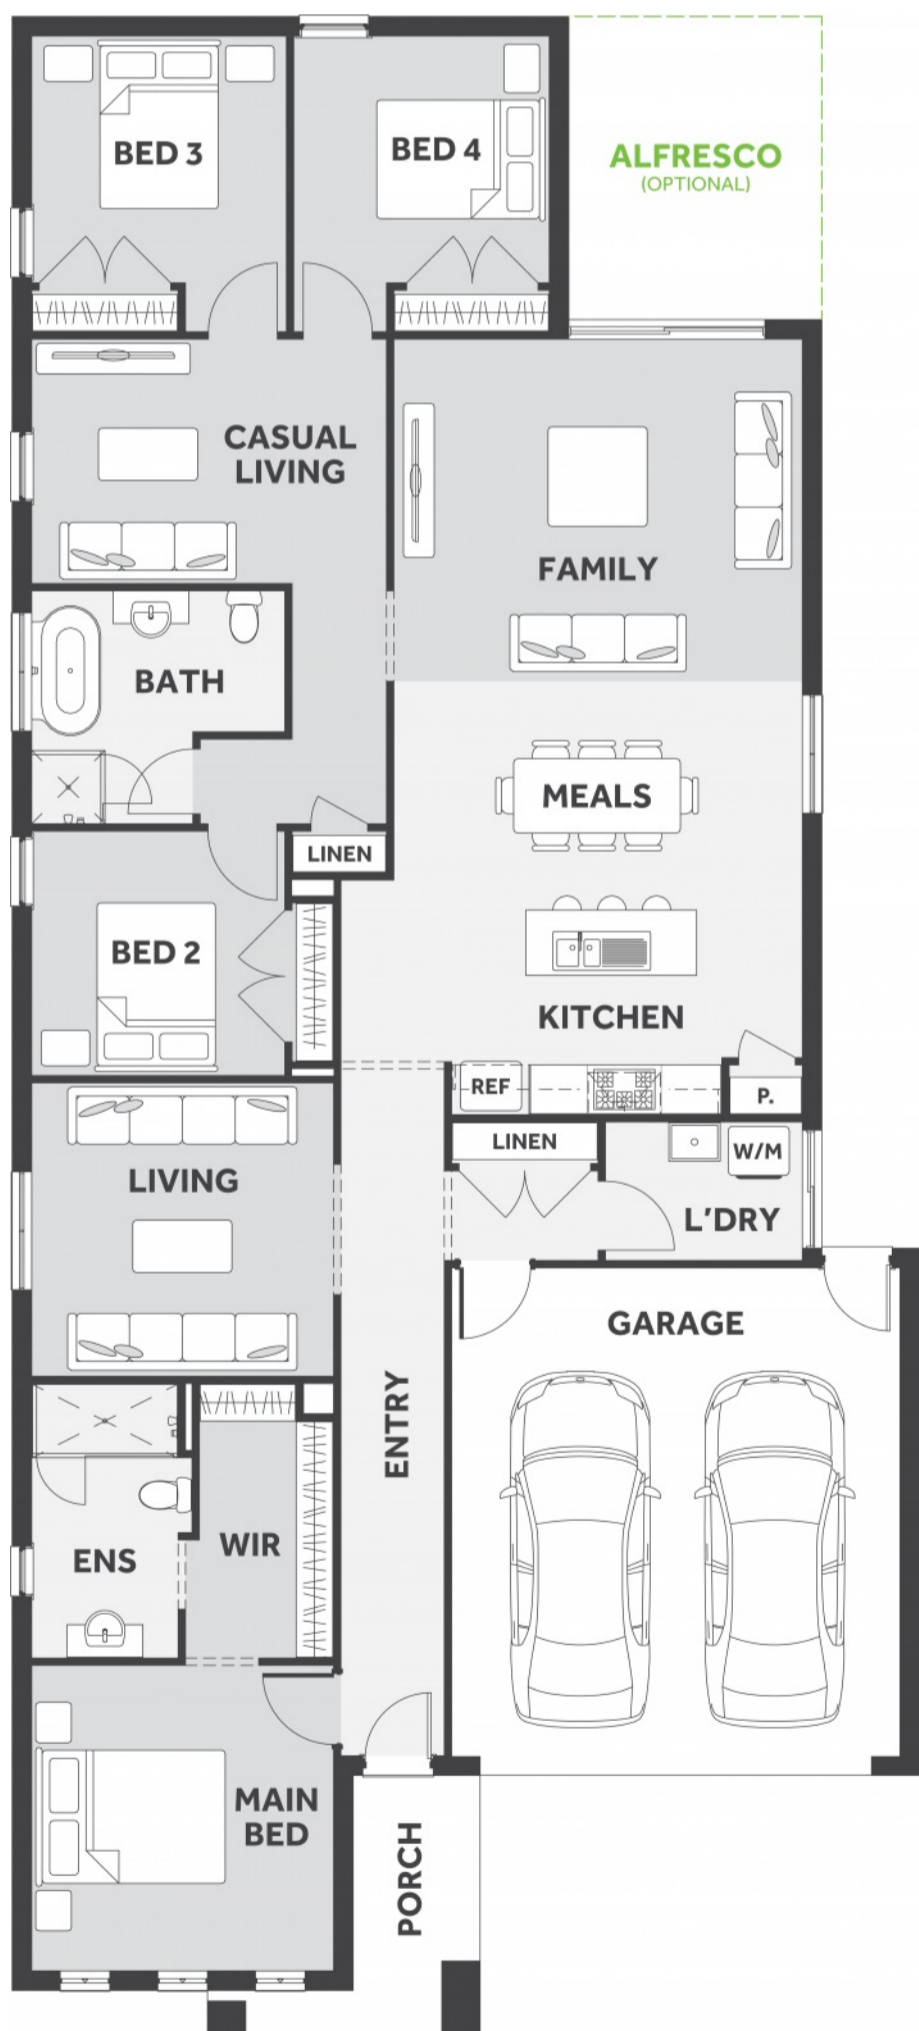 BED 3
BED 4
ALFRESCO
(OPTIONAL)
CASUAL
LIVING
FAMILY
BATH
MEALS
LINEN
BED 2
KITCHEN
REF
P.
LINEN
W/M
LIVING
L'DRY
GARAGE
ENTRY
WIR
ENS
MAIN
BED
PORCH